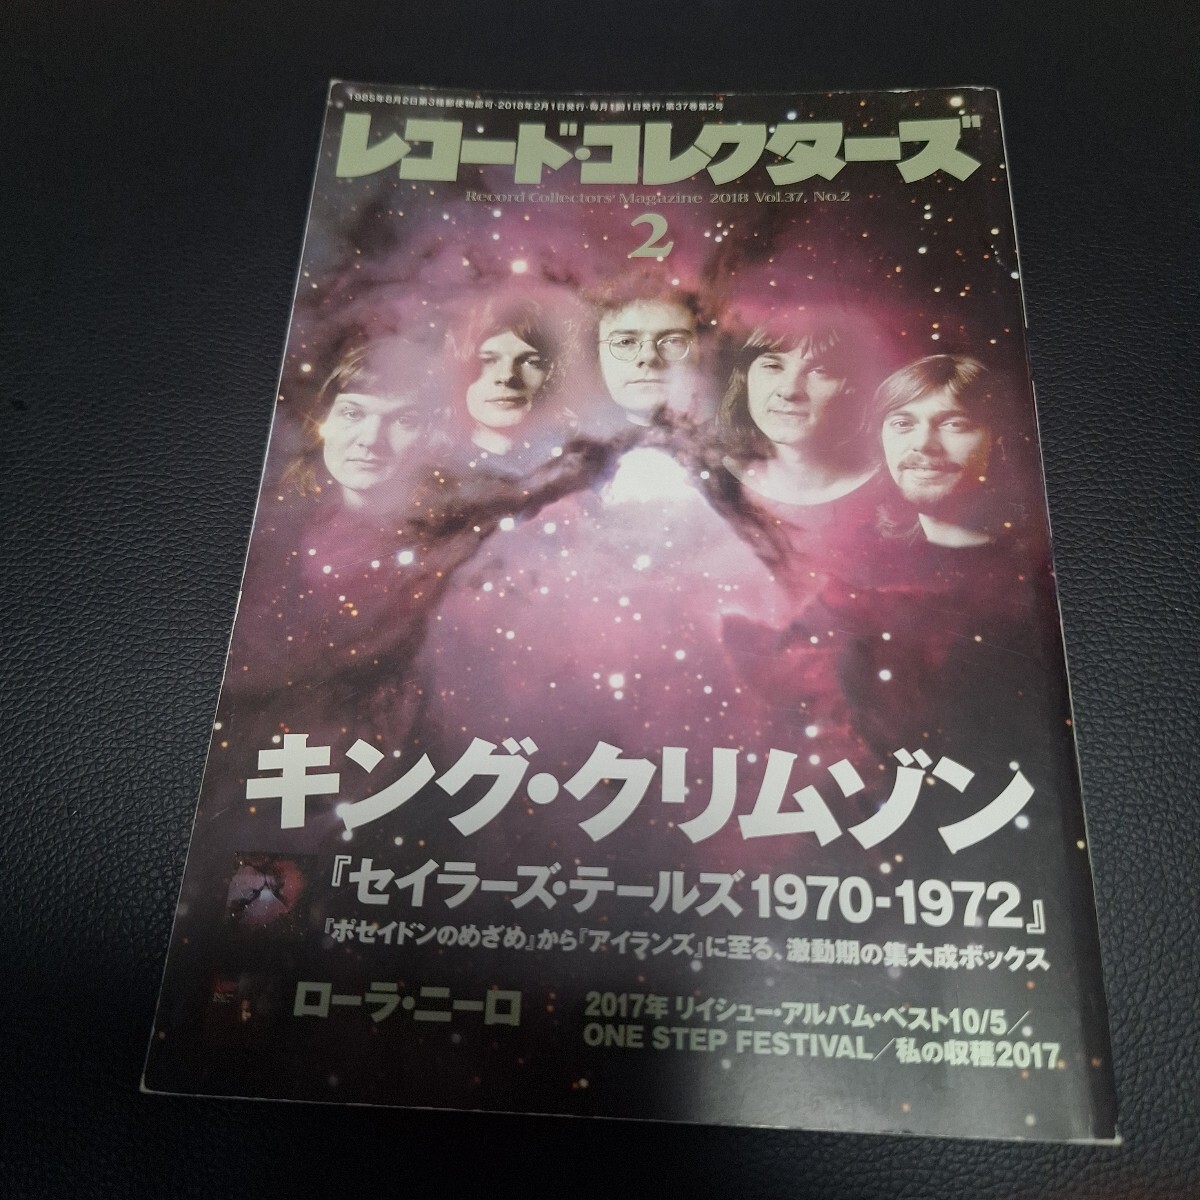 1985年8月2日第3種郵便物認可・2018年2月1日発行・毎月1回1日発行・第37巻第2号
レコード・コレクターズ
Record Collectors' Magazine 2018 Vol.37, No.2
2
キング・クリムゾン
『セイラーズ・テールズ1970-1972』
『ポセイドンのめざめ』から『アイランズ』に至る、激動期の集大成ボックス
ローラ・ニーロ
2017年 リイシュー・アルバム・ベスト10/5／
ONE STEP FESTIVAL／私の収穫2017